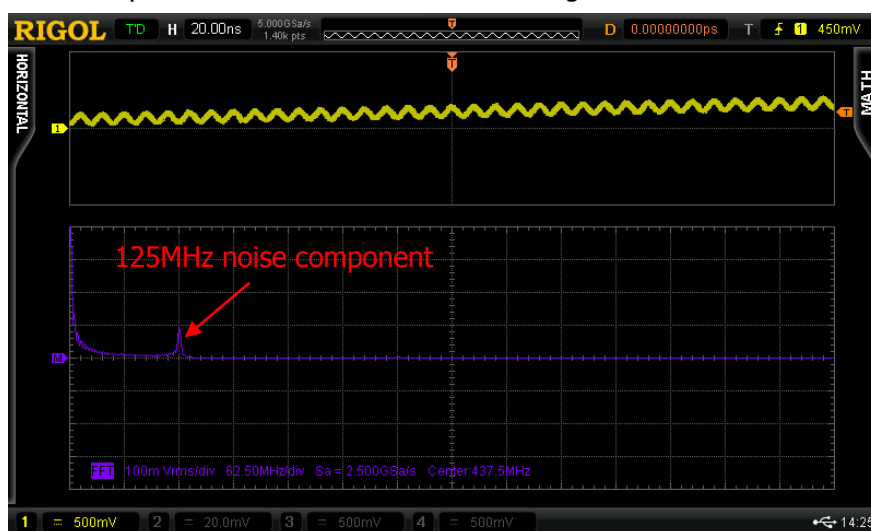 RIGOL T'D H 20.00ns 5.000GSa/s 1.40k pts T D 0.00000000ps T 1 450mV
HORIZONTAL
MATH
T
1
T
125MHz noise component
M
FFT 100m Vrms/div 62.50MHz/div Sa = 2.500GSa/s Center:437.5MHz
1 = 500mV 2 = 20.0mV 3 = 500mV 4 = 500mV 14:25